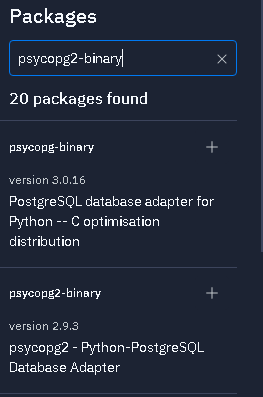 Packages
psycopg2-binary
20 packages found
psycopg-binary
version 3.0.16
PostgreSQL database adapter for
Python -- C optimisation
distribution
psycopg2-binary
version 2.9.3
psycopg2 - Python-PostgreSQL
Database Adapter